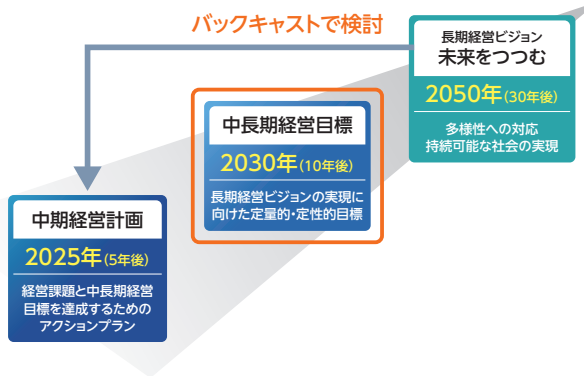 バックキャストで検討
長期経営ビジョン
未来をつつむ
2050年(30年後)
多様性への対応
持続可能な社会の実現
中長期経営目標
2030年(10年後)
長期経営ビジョンの実現に
向けた定量的・定性的目標
中期経営計画
2025年(5年後)
経営課題と中長期経営
目標を達成するための
アクションプラン